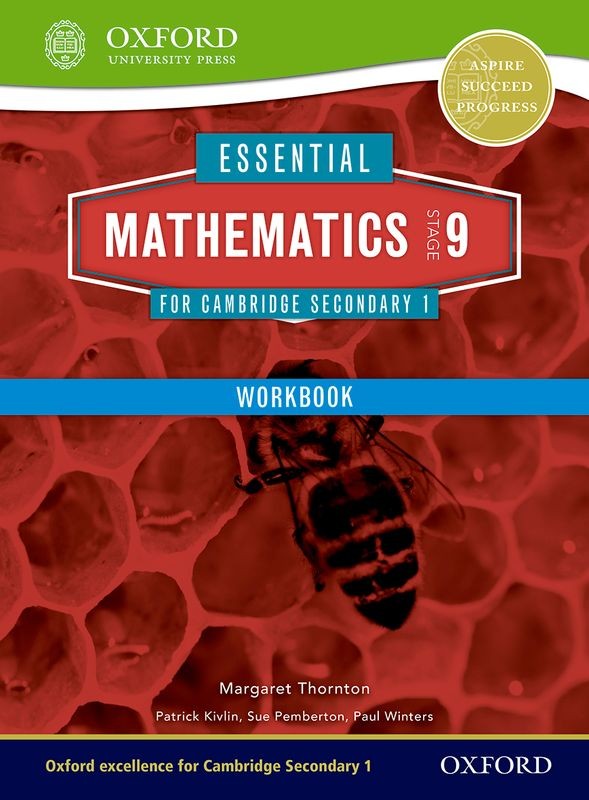 OXFORD
UNIVERSITY PRESS
ASPIRE
SUCCEED
PROGRESS
ESSENTIAL
MATHEMATICS STAGE 9
FOR CAMBRIDGE SECONDARY 1
WORKBOOK
Margaret Thornton
Patrick Kivlin, Sue Pemberton, Paul Winters
Oxford excellence for Cambridge Secondary 1
OXFORD